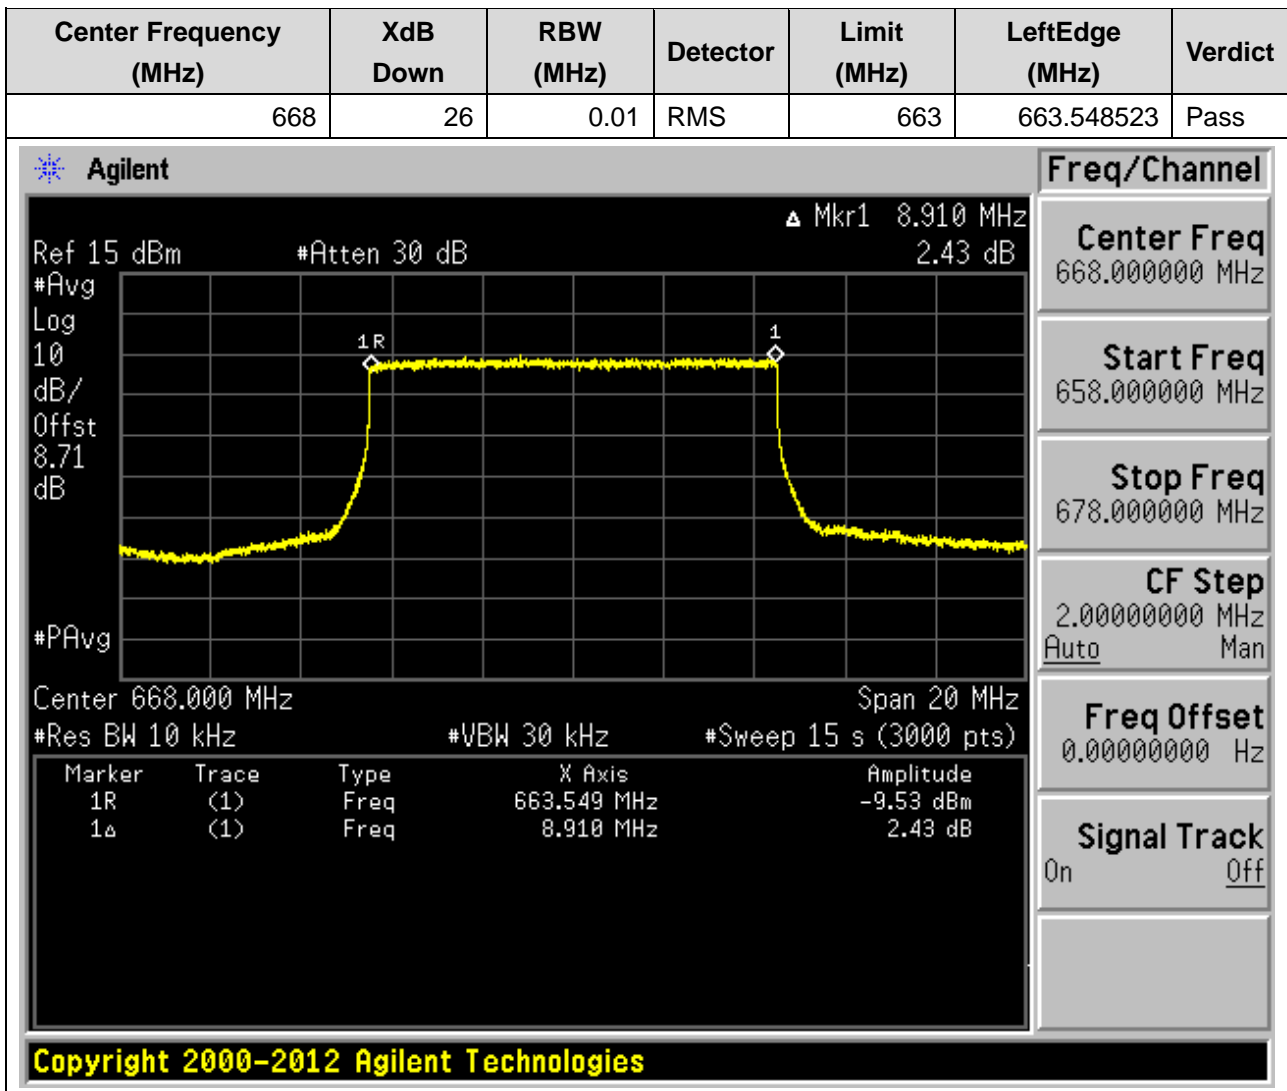 Center Frequency (MHz) XdB Down RBW (MHz) Detector Limit (MHz) LeftEdge (MHz) Verdict
668 26 0.01 RMS 663 663.548523 Pass
Agilent
Freq/Channel
Δ Mkr1 8.910 MHz
Ref 15 dBm #Atten 30 dB 2.43 dB
#Avg
Log
10
dB/
Offst
8.71
dB
1R
1
#PAvg
Center 668.000 MHz Span 20 MHz
#Res BW 10 kHz #VBW 30 kHz #Sweep 15 s (3000 pts)
Marker Trace Type X Axis Amplitude
1R (1) Freq 663.549 MHz -9.53 dBm
1Δ (1) Freq 8.910 MHz 2.43 dB
Center Freq
668.000000 MHz
Start Freq
658.000000 MHz
Stop Freq
678.000000 MHz
CF Step
2.00000000 MHz
Auto Man
Freq Offset
0.00000000 Hz
Signal Track
On Off
Copyright 2000-2012 Agilent Technologies